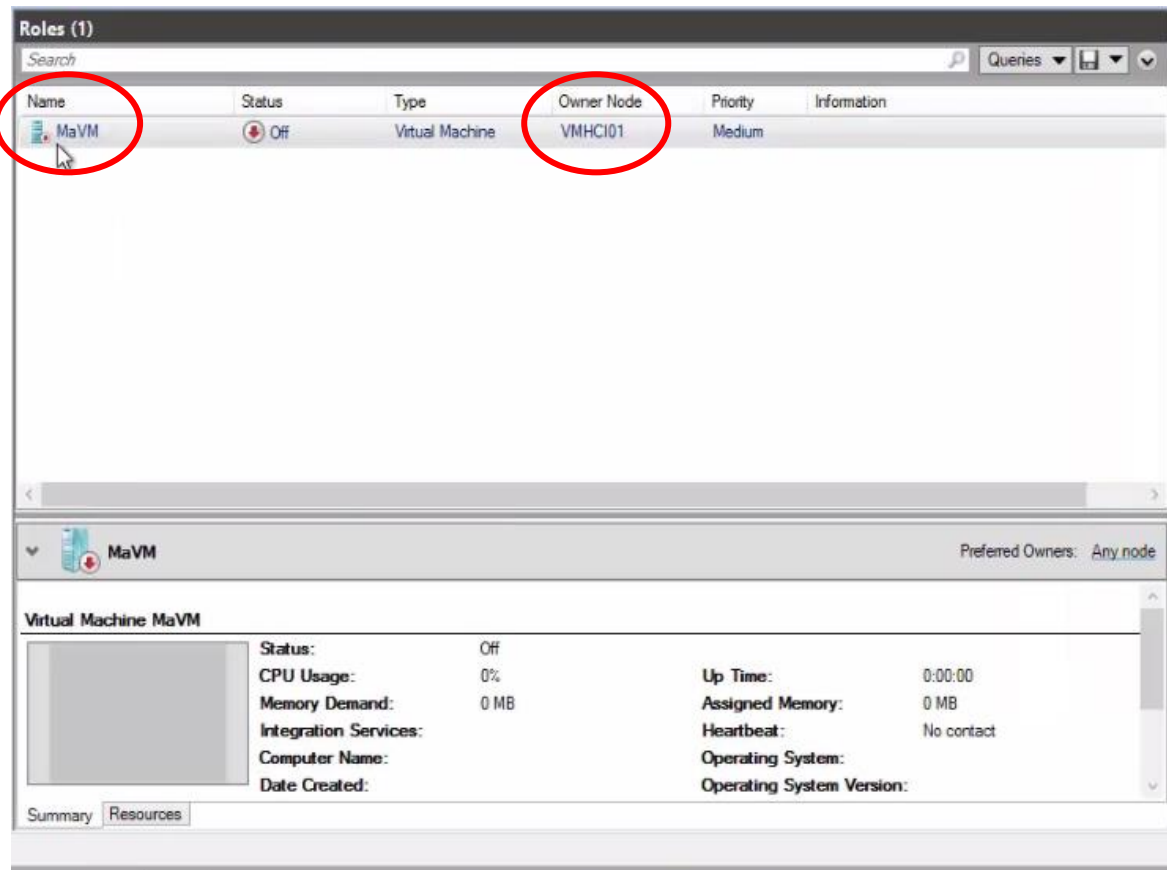 Roles (1)
Search Queries
Name Status Type Owner Node Priority Information
MaVM Off Virtual Machine VMHCI01 Medium
MaVM Preferred Owners: Any node
Virtual Machine MaVM
Status: Off
CPU Usage: 0% Up Time: 0:00:00
Memory Demand: 0 MB Assigned Memory: 0 MB
Integration Services: Heartbeat: No contact
Computer Name: Operating System:
Date Created: Operating System Version:
Summary Resources